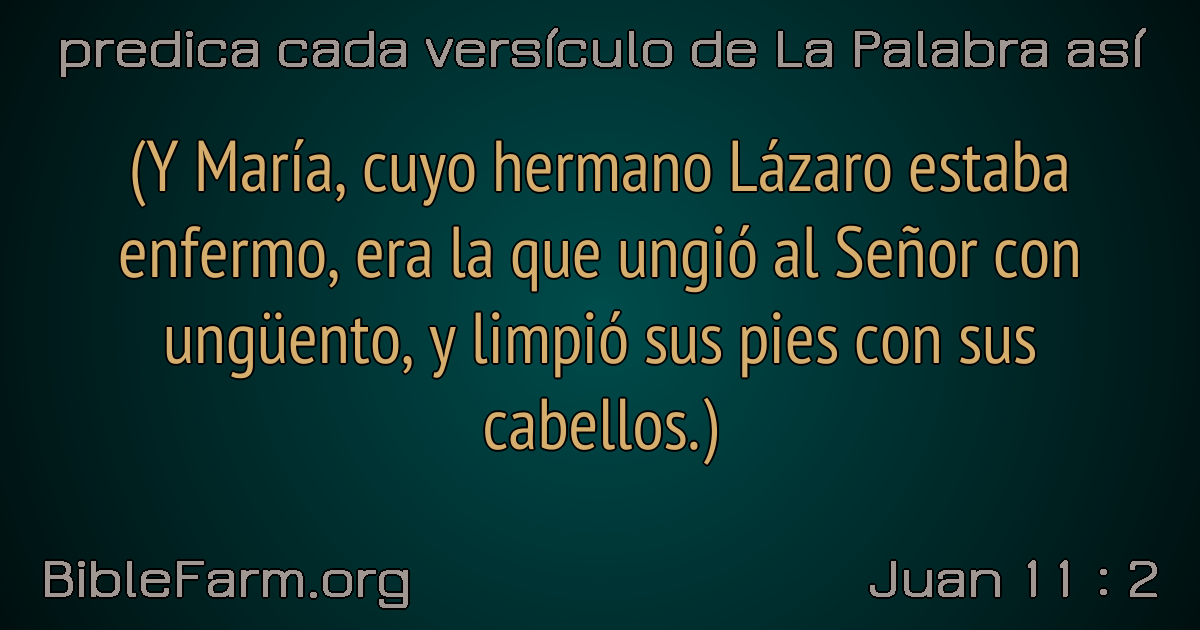 predica cada versículo de La Palabra así
(Y María, cuyo hermano Lázaro estaba
enfermo, era la que ungió al Señor con
ungüento, y limpió sus pies con sus
cabellos.)
BibleFarm.org
Juan 11 : 2